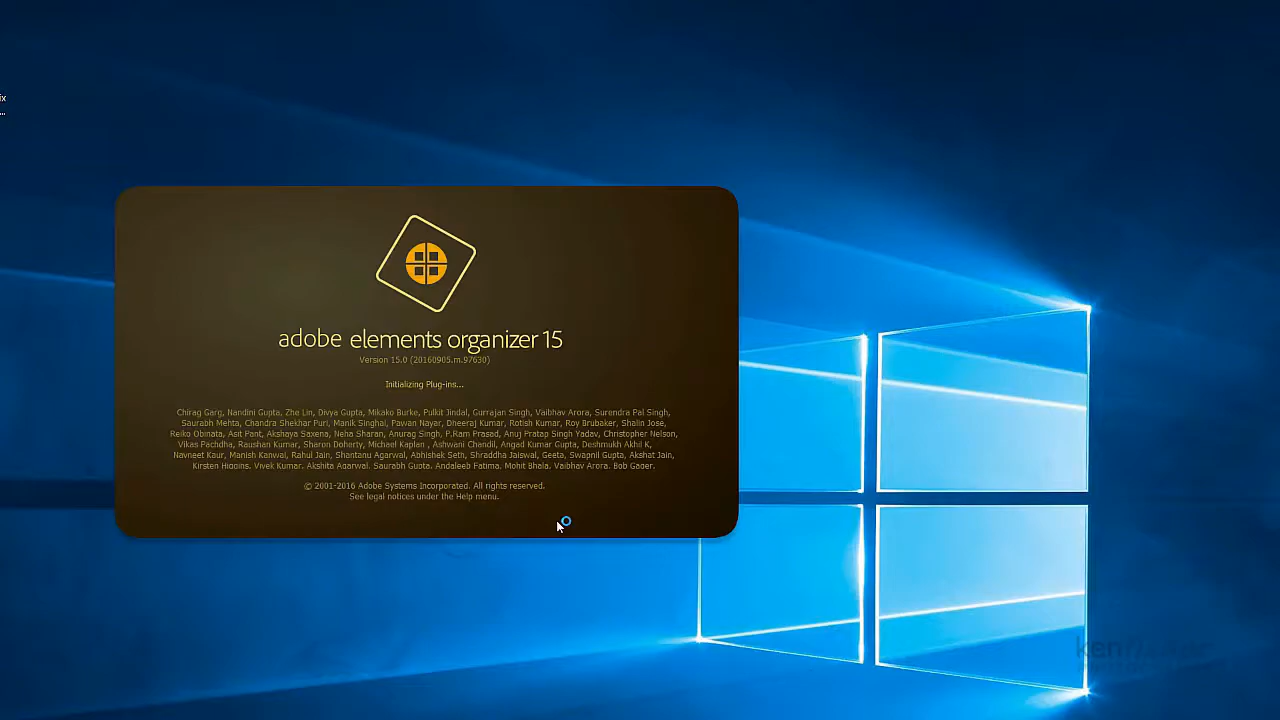 ix
...
adobe elements organizer 15
Version 15.0 (20160905.m.97630)
Initializing Plug-ins...
Chirag Garg, Nandini Gupta, Zhe Lin, Divya Gupta, Mikako Burke, Pulkit Jindal, Gurrajan Singh, Vaibhav Arora, Surendra Pal Singh,
Saurabh Mehta, Chandra Shekhar Puri, Manik Singhai, Pawan Nayar, Dheeraj Kumar, Rotish Kumar, Roy Brubaker, Shalin Jose,
Reiko Obinata, Asit Pant, Akshaya Saxena, Neha Sharan, Anurag Singh, P.Ram Prasad, Anuj Pratap Singh Yadav, Christopher Nelson,
Vikas Pachdha, Raushan Kumar, Sharon Doherty, Michael Kaplan , Ashwani Chandil, Angad Kumar Gupta, Deshmukh Akhil K,
Navneet Kaur, Manish Kanwal, Rahul Jain, Shantanu Agarwal, Abhishek Seth, Shraddha Jaiswal, Geeta, Swapnil Gupta, Akshat Jain,
Kirsten Higgins, Vivek Kumar, Akshita Agarwal, Saurabh Gupta, Andaleeb Fatima, Mohit Bhala, Vaibhav Arora, Bob Gager,
© 2001-2016 Adobe Systems Incorporated. All rights reserved.
See legal notices under the Help menu.